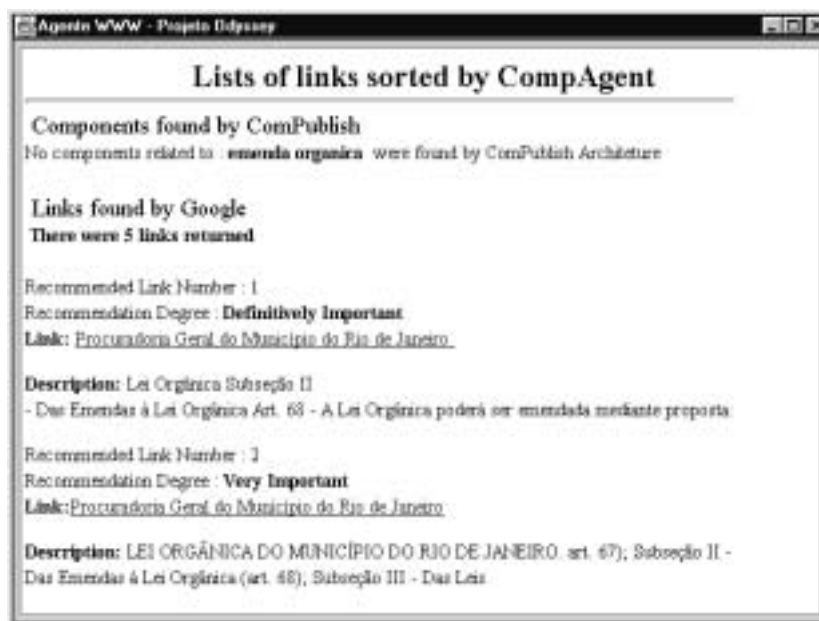 Agente WWW - Projeto Odyssey
Lists of links sorted by CompAgent
Components found by ComPublish
No components related to : emenda organica were found by ComPublish Architeture
Links found by Google
There were 5 links returned
Recommended Link Number : 1
Recommendation Degree : Definitively Important
Link: Procuradoria Geral do Município do Rio de Janeiro
Description: Lei Orgânica Subseção II
- Das Emendas à Lei Orgânica Art. 68 - A Lei Orgânica poderá ser emendada mediante proposta
Recommended Link Number : 2
Recommendation Degree : Very Important
Link:Procuradoria Geral do Município do Rio de Janeiro
Description: LEI ORGÂNICA DO MUNICÍPIO DO RIO DE JANEIRO. art. 67); Subseção II -
Das Emendas à Lei Orgânica (art. 68); Subseção III - Das Leis